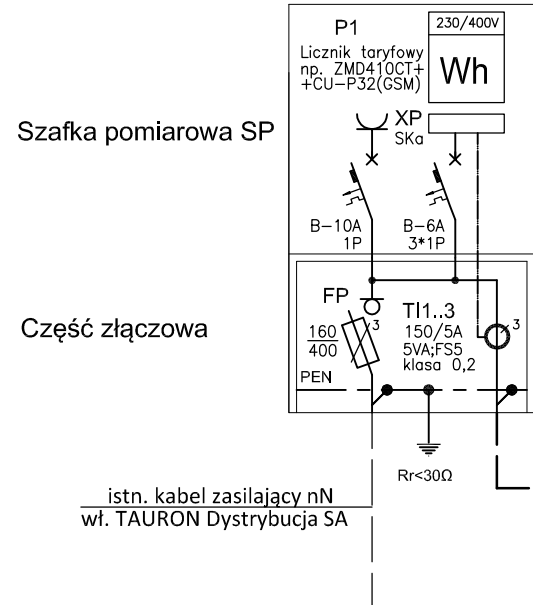 P1
230/400V
Licznik taryfowy
np. ZMD410CT+
+CU-P32(GSM)
Wh
Szafka pomiarowa SP
XP
SKa
B-10A
1P
B-6A
3*1P
Część złączowa
FP
3
160
400
TI1..3
150/5A
5VA;FS5
klasa 0,2
3
PEN
Rr<30Ω
istn. kabel zasilający nN
wł. TAURON Dystrybucja SA